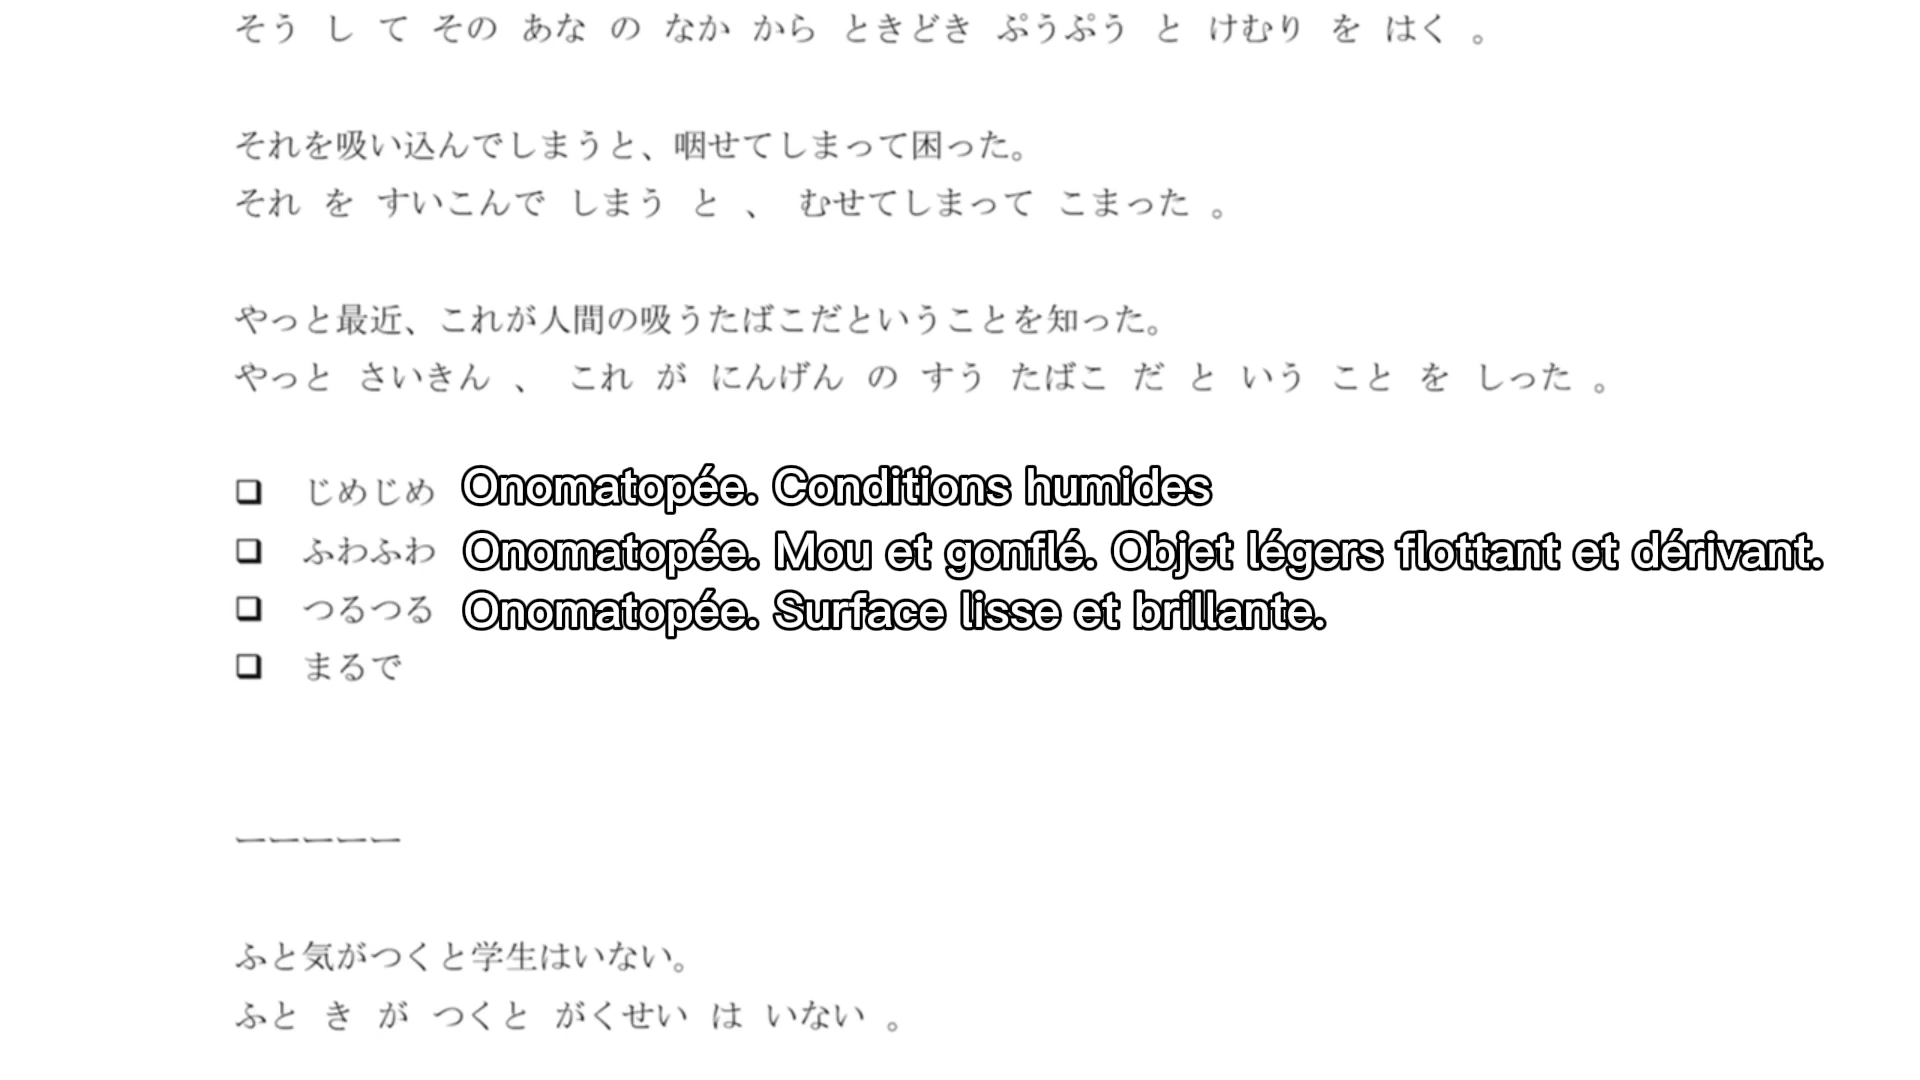 そう し て その あな の なか から ときどき ぷうぷう と けむり を はく 。
それを吸い込んでしまうと、咽せてしまって困った。
それ を すいこんで しまう と 、 むせてしまって こまった 。
やっと最近、これが人間の吸うたばこだということを知った。
やっと さいきん 、 これ が にんげん の すう たばこ だ と いう こと を しった 。
❏ じめじめ Onomatopée. Conditions humides
❏ ふわふわ Onomatopée. Mou et gonflé. Objet légers flottant et dérivant.
❏ つるつる Onomatopée. Surface lisse et brillante.
❏ まるで
ーーーーー
ふと気がつくと学生はいない。
ふと き が つくと がくせい は いない 。